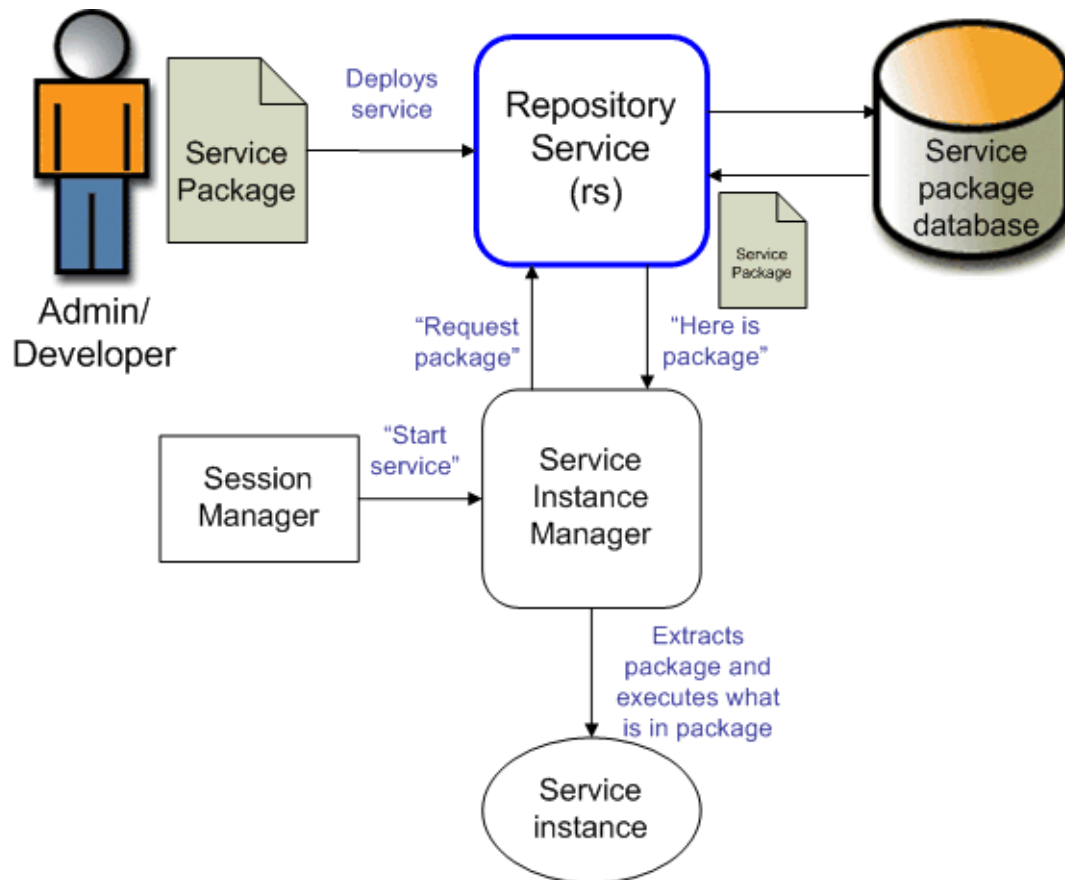 Admin/
Developer
Service
Package
Deploys
service
Repository
Service
(rs)
Service
package
database
Service
Package
“Request
package”
“Here is
package”
Session
Manager
“Start
service”
Service
Instance
Manager
Extracts
package and
executes what
is in package
Service
instance